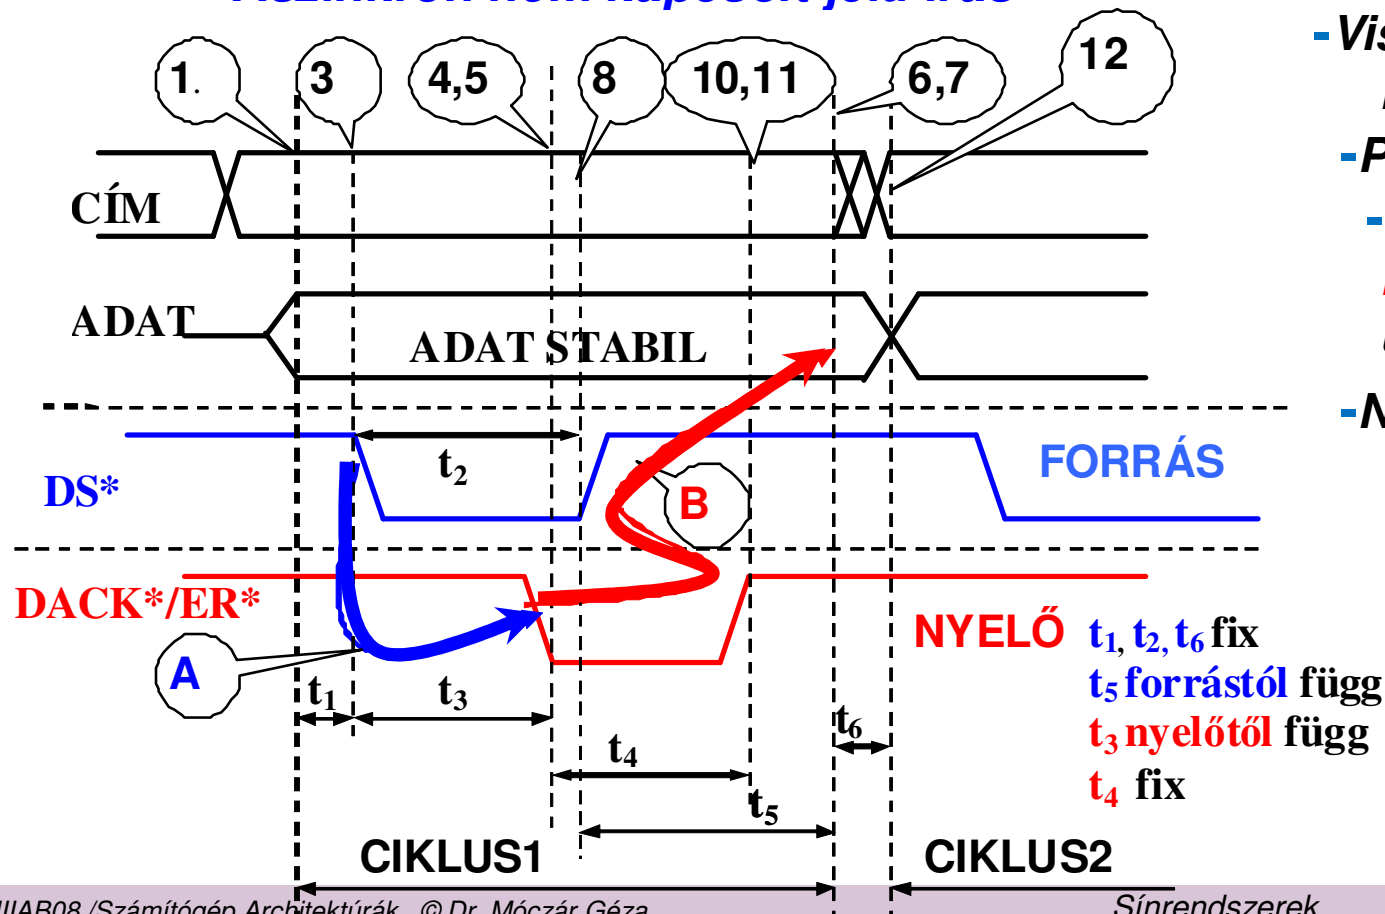 1.
3
4,5
8
10,11
6,7
12
CÍM
ADAT
ADAT STABIL
t2
FORRÁS
DS*
B
DACK*/ER*
NYELŐ
t1, t2, t6 fix
A
t5 forrástól függ
t1
t3
t3 nyelőtől függ
t6
t4
t4 fix
t5
CIKLUS1
CIKLUS2
/Számítógép Architektúrák © Dr. Móczár Géza
Sínrendszerek